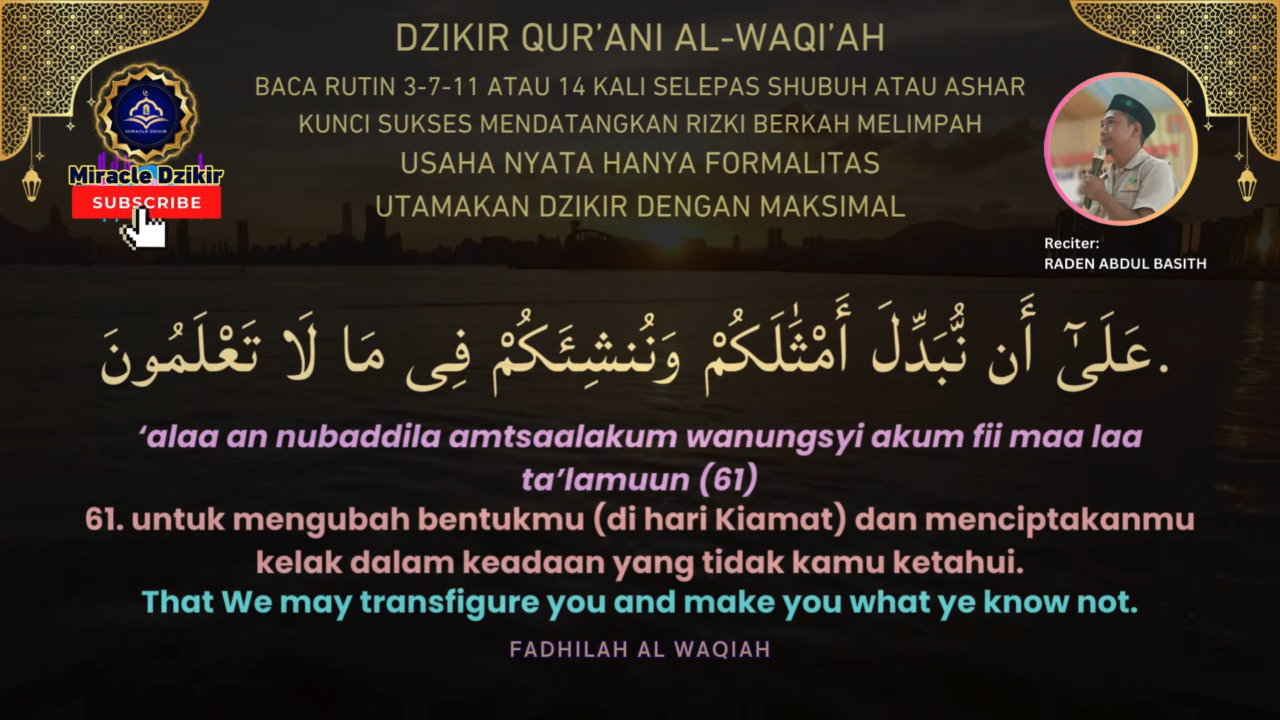 DZIKIR QUR’ANI AL-WAQI’AH
BACA RUTIN 3-7-11 ATAU 14 KALI SELEPAS SHUBUH ATAU ASHAR
KUNCI SUKSES MENDATANGKAN RIZKI BERKAH MELIMPAH
USAHA NYATA HANYA FORMALITAS
UTAMAKAN DZIKIR DENGAN MAKSIMAL
MIRACLE DZIKIR
Miracle Dzikir
SUBSCRIBE
Reciter:
RADEN ABDUL BASITH
عَلَىٰٓ أَن نُّبَدِّلَ أَمْثَٰلَكُمْ وَنُنشِئَكُمْ فِى مَا لَا تَعْلَمُونَ.
‘alaa an nubaddila amtsaalakum wanungsyi akum fii maa laa
ta’lamuun (61)
61. untuk mengubah bentukmu (di hari Kiamat) dan menciptakanmu
kelak dalam keadaan yang tidak kamu ketahui.
That We may transfigure you and make you what ye know not.
FADHILAH AL WAQIAH